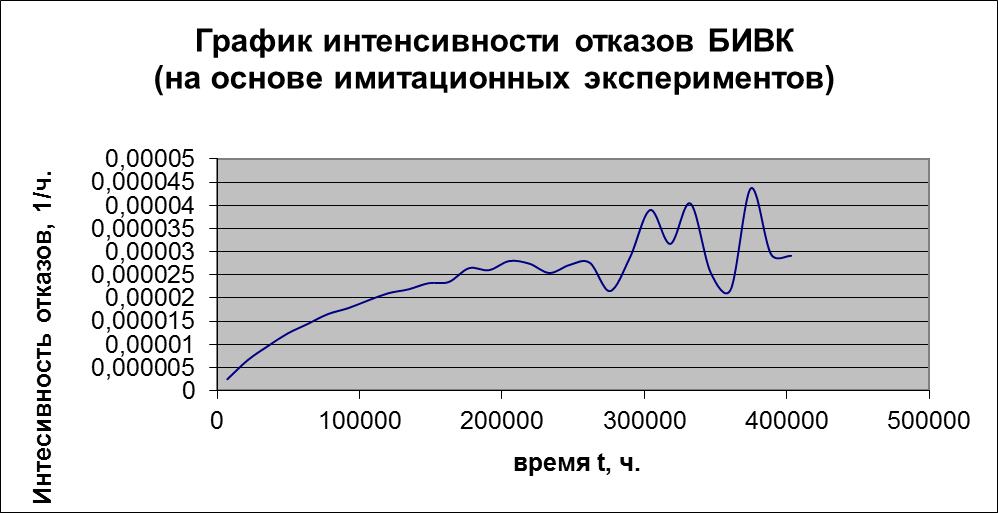 График интенсивности отказов БИВК
(на основе имитационных экспериментов)
Интесивность отказов, 1/ч.
0,00005
0,000045
0,00004
0,000035
0,00003
0,000025
0,00002
0,000015
0,00001
0,000005
0
0 100000 200000 300000 400000 500000
время t, ч.